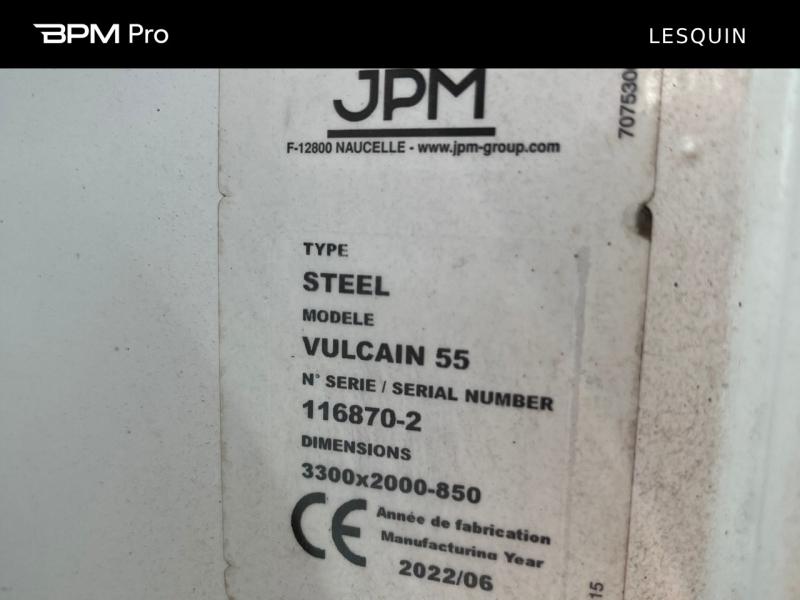 BPM Pro
LESQUIN
JPM
F-12800 NAUCELLE - www.jpm-group.com
TYPE
STEEL
MODELE
VULCAIN 55
N° SERIE / SERIAL NUMBER
116870-2
DIMENSIONS
3300x2000-850
CE
Année de fabrication
Manufacturing Year
2022/06
7075300
15